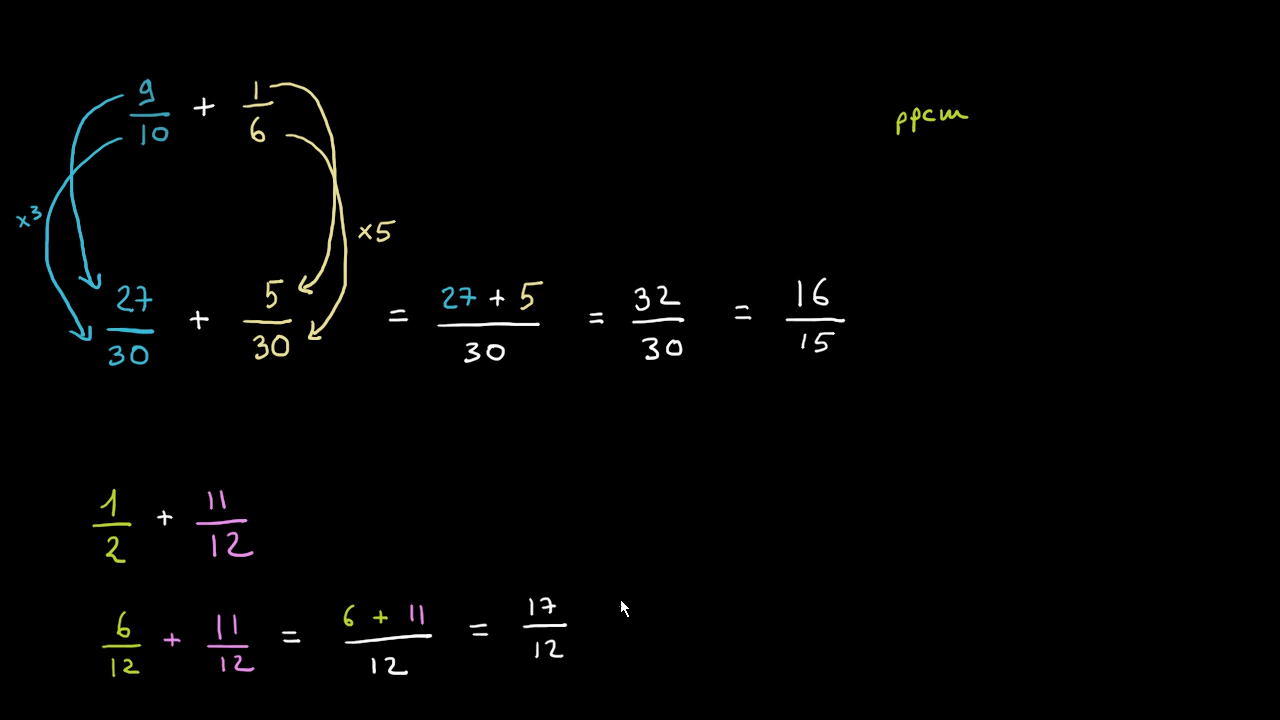 9/10 + 1/6
ppcm
x3
x5
27/30 + 5/30 = 27 + 5/30 = 32/30 = 16/15
1/2 + 11/12
6/12 + 11/12 = 6 + 11/12 = 17/12